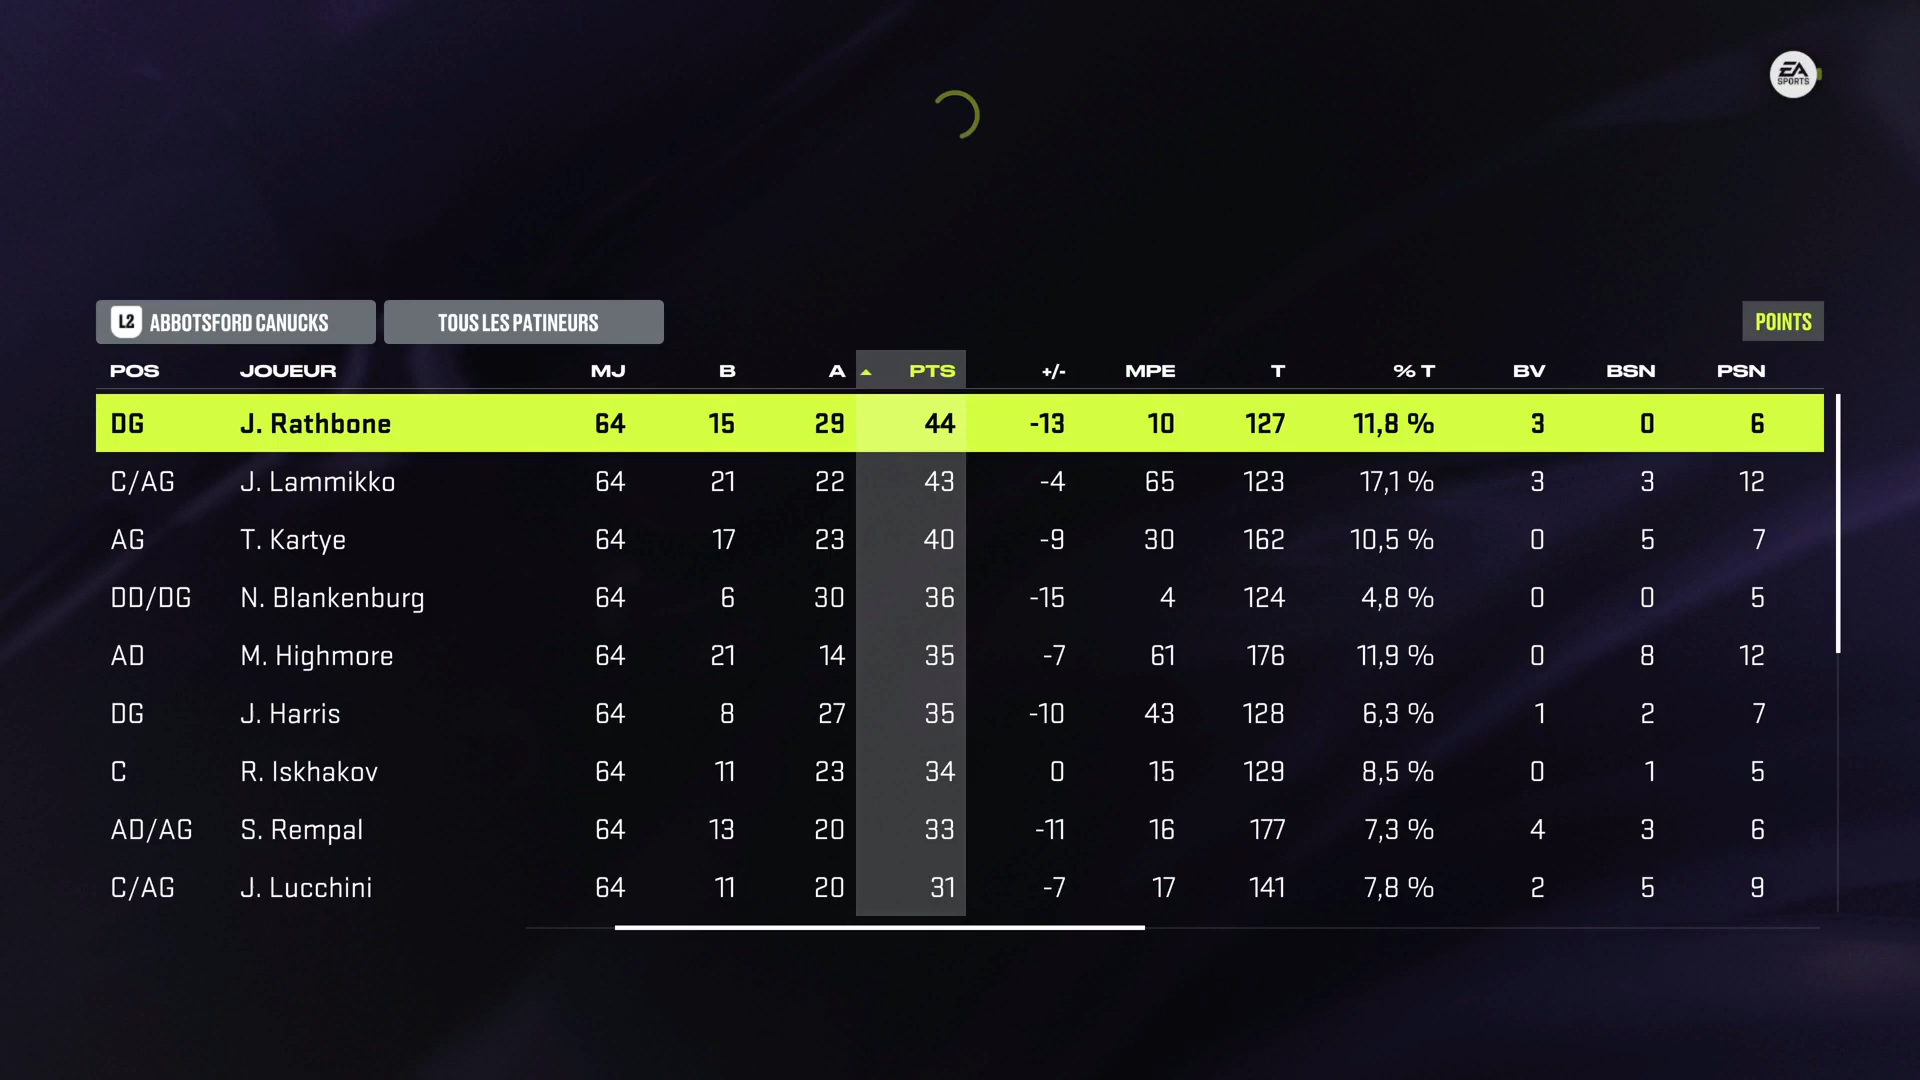 EA SPORTS
L2 ABBOTSFORD CANUCKS TOUS LES PATINEURS POINTS
POS JOUEUR MJ B A PTS +/- MPE T % T BV BSN PSN
DG J. Rathbone 64 15 29 44 -13 10 127 11,8 % 3 0 6
C/AG J. Lammikko 64 21 22 43 -4 65 123 17,1 % 3 3 12
AG T. Kartye 64 17 23 40 -9 30 162 10,5 % 0 5 7
DD/DG N. Blankenburg 64 6 30 36 -15 4 124 4,8 % 0 0 5
AD M. Highmore 64 21 14 35 -7 61 176 11,9 % 0 8 12
DG J. Harris 64 8 27 35 -10 43 128 6,3 % 1 2 7
C R. Iskhakov 64 11 23 34 0 15 129 8,5 % 0 1 5
AD/AG S. Rempal 64 13 20 33 -11 16 177 7,3 % 4 3 6
C/AG J. Lucchini 64 11 20 31 -7 17 141 7,8 % 2 5 9